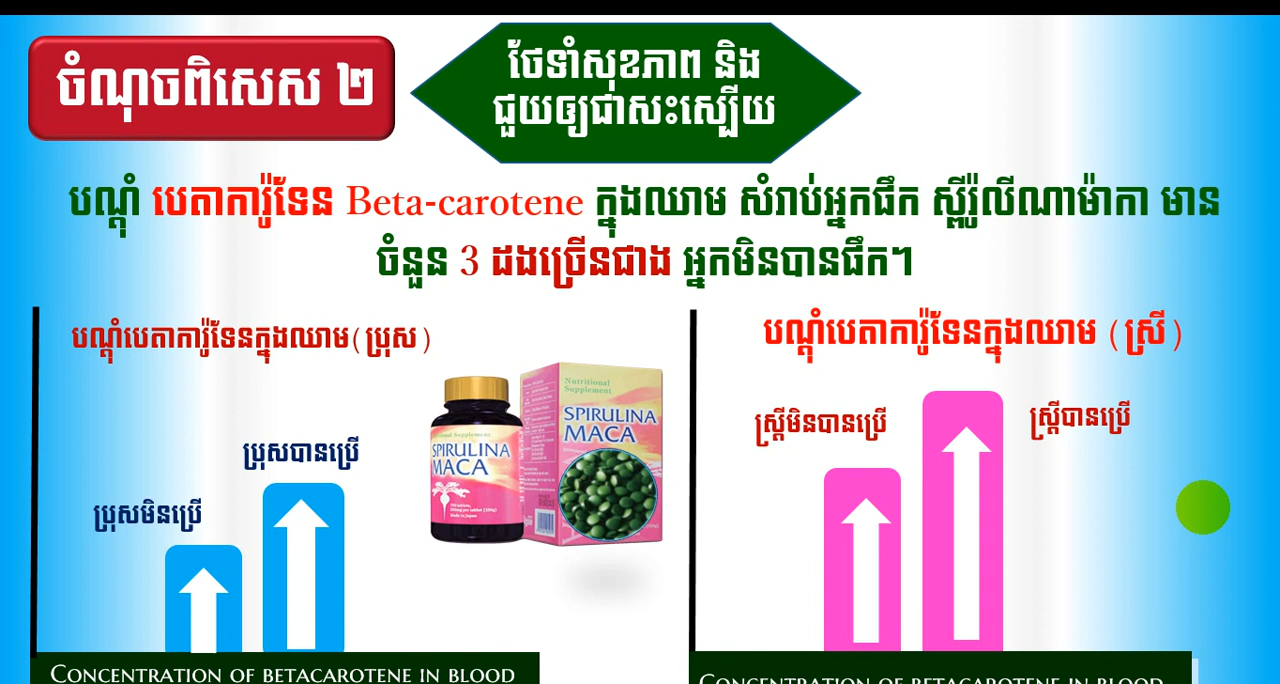 ចំណុចពិសេស ២
ថែទាំសុខភាព និង
ជួយឲ្យជាសះស្បើយ
បណ្តុំ បេតាការ៉ូទែន Beta-carotene ក្នុងឈាម សំរាប់អ្នកផឹក ស្ពីរ៉ូលីណាម៉ាកា មាន
ចំនួន 3 ដងច្រើនជាង អ្នកមិនបានផឹក។
បណ្តុំបេតាការ៉ូទែនក្នុងឈាម(ប្រុស)
បណ្តុំបេតាការ៉ូទែនក្នុងឈាម (ស្រី)
ប្រុសមិនប្រើ
ប្រុសបានប្រើ
Nutritional Supplement
SPIRULINA
MACA
Nutritional
Supplement
SPIRULINA
MACA
ស្ត្រីមិនបានប្រើ
ស្ត្រីបានប្រើ
Concentration of betacarotene in blood
Concentration of betacarotene in blood